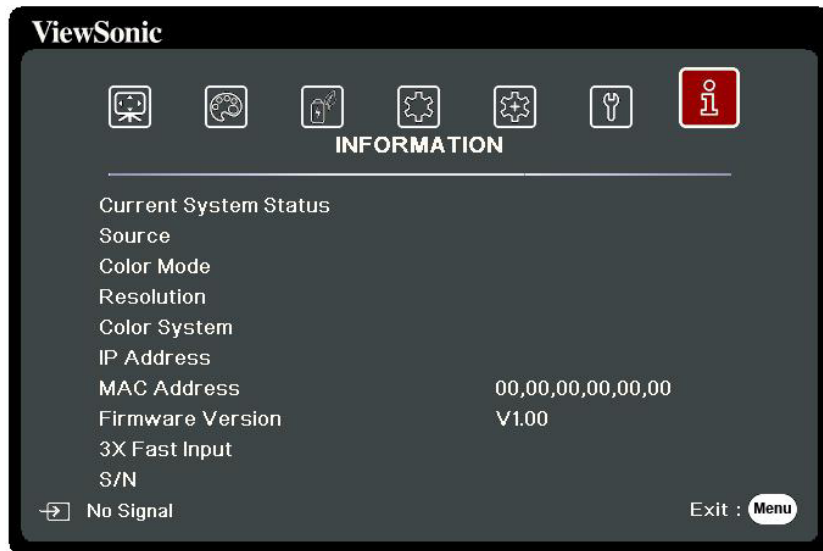 ViewSonic
INFORMATION
Current System Status
Source
Color Mode
Resolution
Color System
IP Address
MAC Address 00,00,00,00,00,00
Firmware Version V1.00
3X Fast Input
S/N
No Signal Exit : Menu